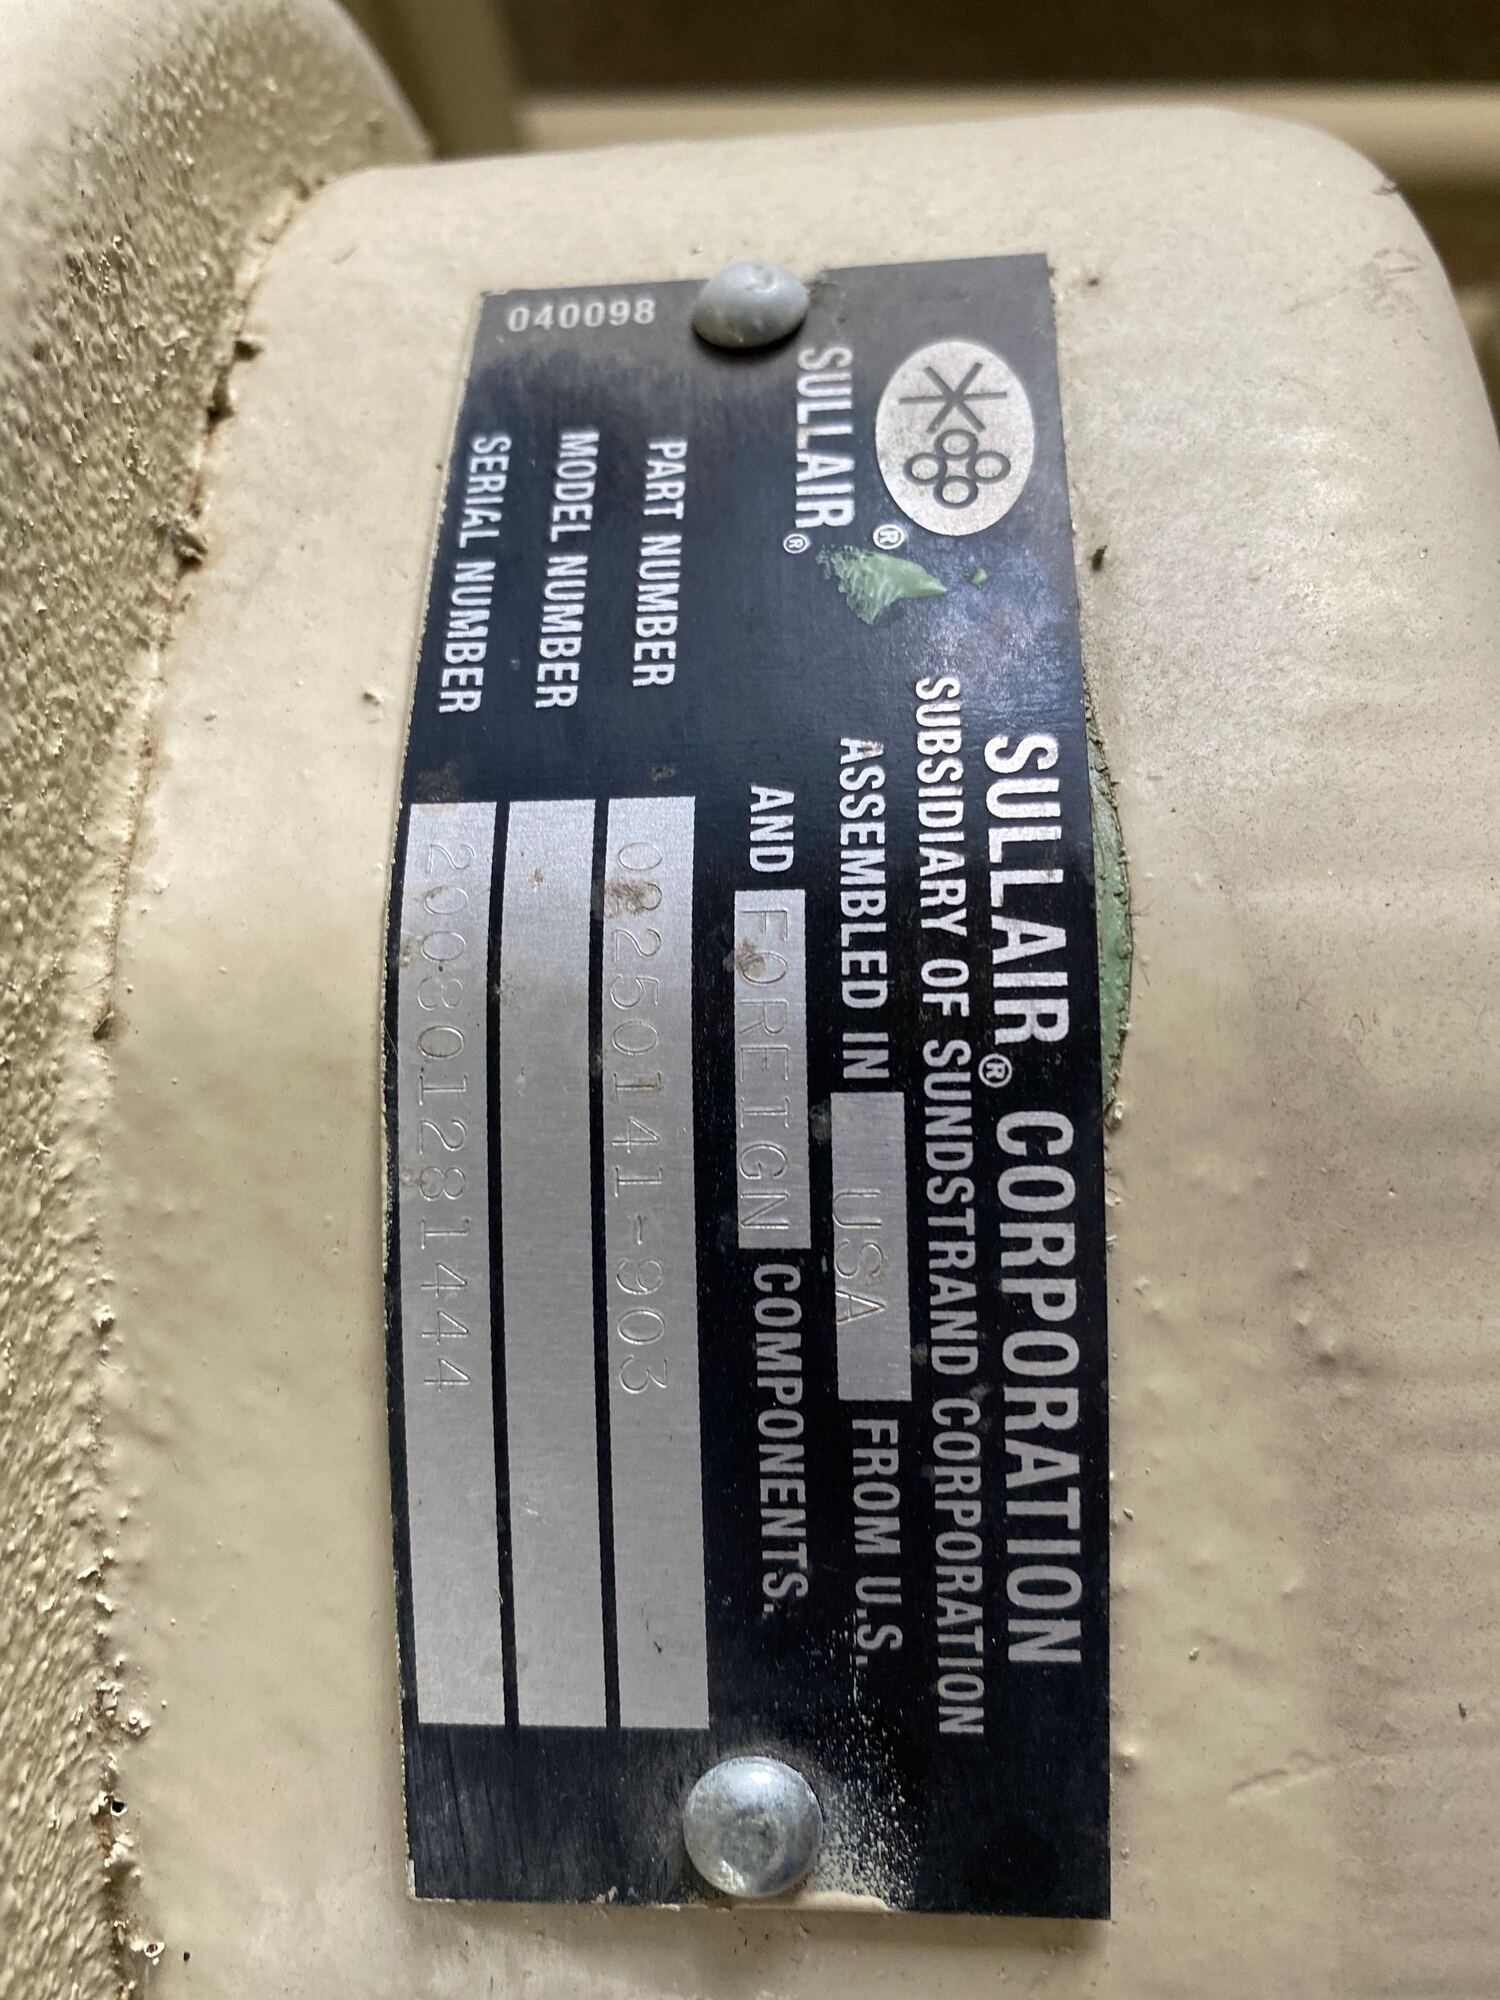 SULLAIR® CORPORATION
®
SUBSIDIARY OF SUNDSTRAND CORPORATION
SULLAIR®
ASSEMBLED IN USA FROM U.S.
AND FOREIGN COMPONENTS.
PART NUMBER 02250141-903
MODEL NUMBER
SERIAL NUMBER 200801281444
040098